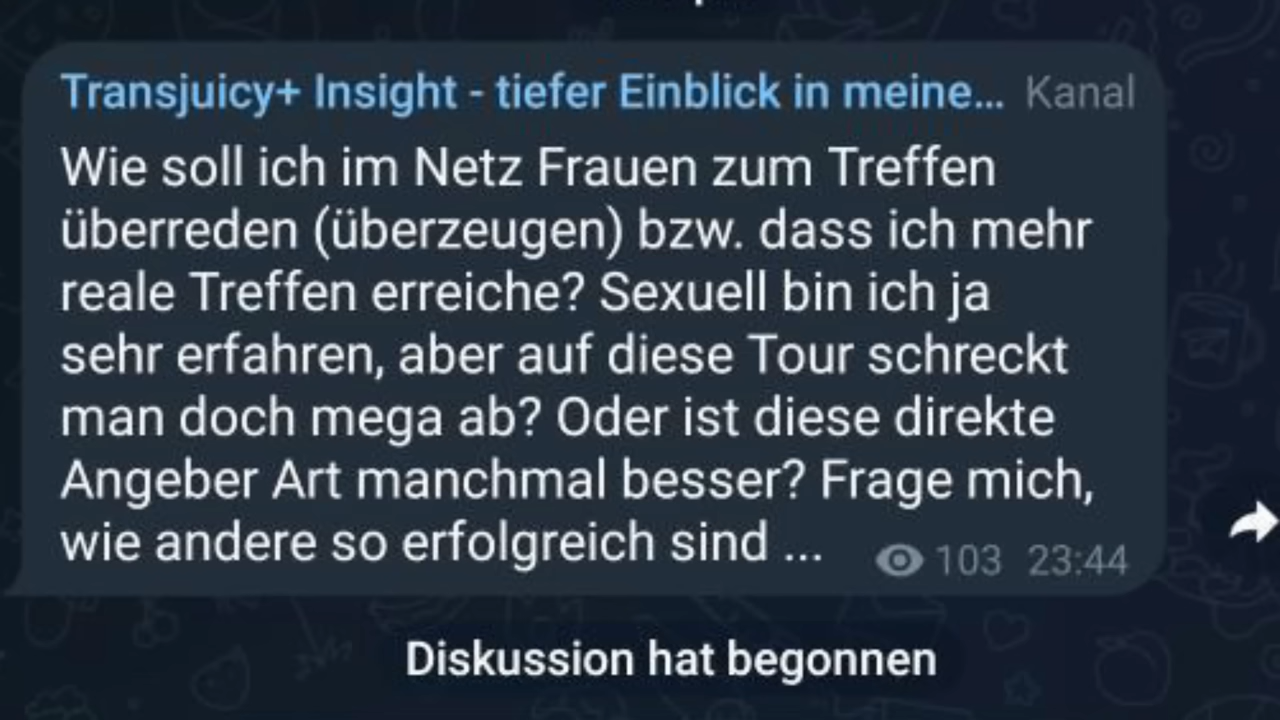 Transjuicy+ Insight - tiefer Einblick in meine... Kanal
Wie soll ich im Netz Frauen zum Treffen
überreden (überzeugen) bzw. dass ich mehr
reale Treffen erreiche? Sexuell bin ich ja
sehr erfahren, aber auf diese Tour schreckt
man doch mega ab? Oder ist diese direkte
Angeber Art manchmal besser? Frage mich,
wie andere so erfolgreich sind ... 103 23:44
Diskussion hat begonnen